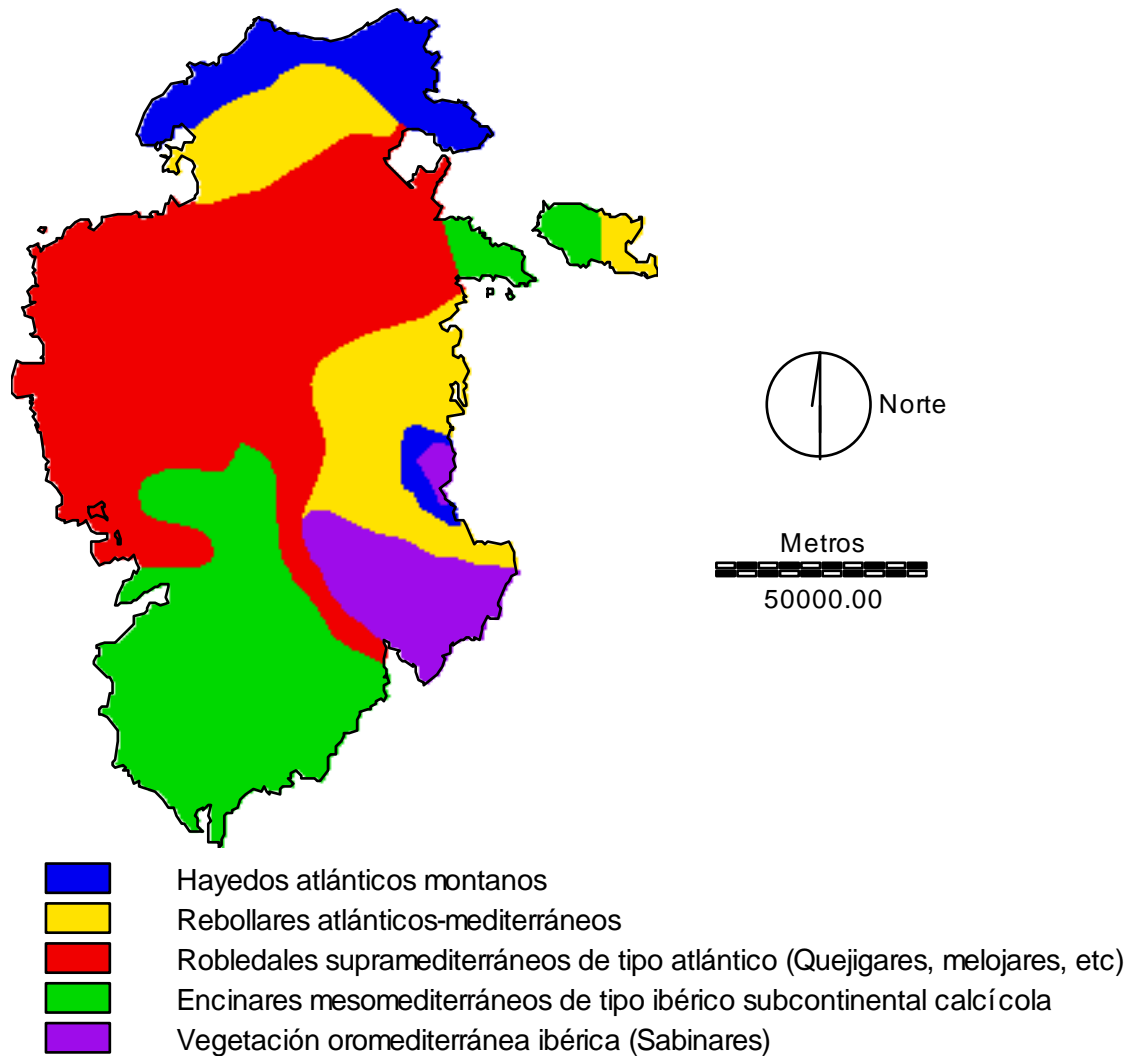 Norte
Metros
50000.00
Hayedos atlánticos montanos
Rebollares atlánticos-mediterráneos
Robledales supramediterráneos de tipo atlántico (Quejigares, melojares, etc)
Encinares mesomediterráneos de tipo ibérico subcontinental calcícola
Vegetación oromediterránea ibérica (Sabinares)